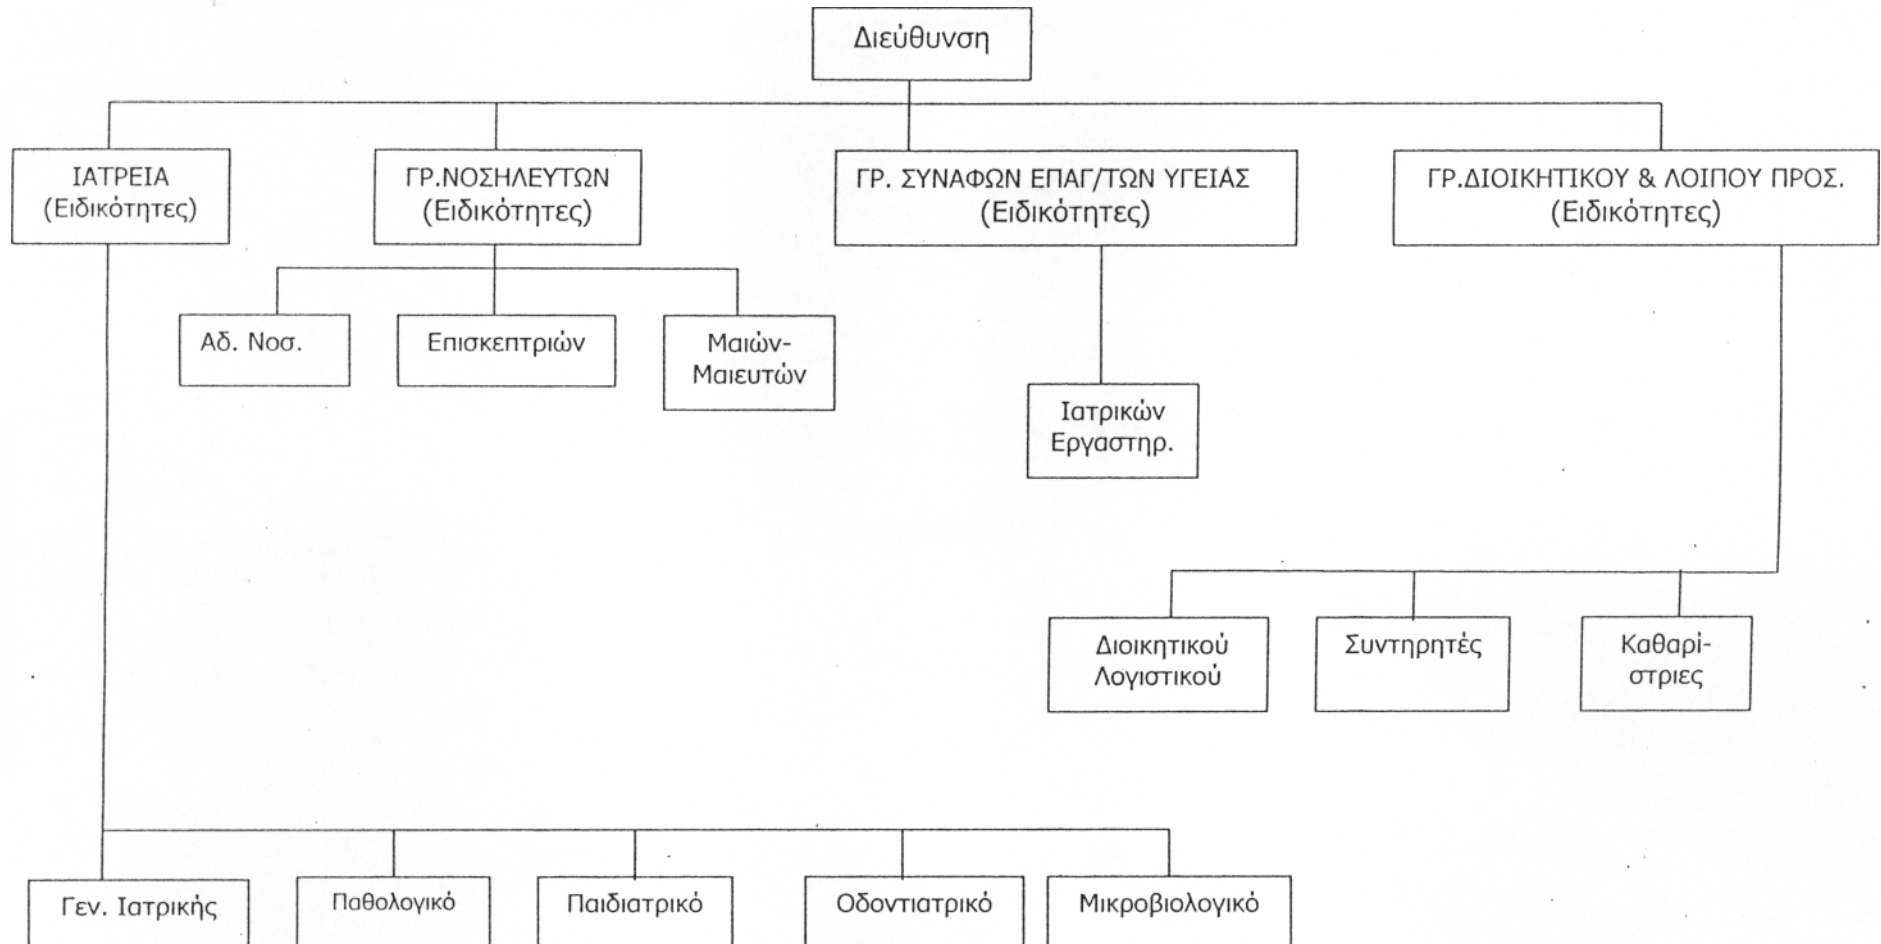 Διεύθυνση
ΙΑΤΡΕΙΑ
(Ειδικότητες)
ΓΡ.ΝΟΣΗΛΕΥΤΩΝ
(Ειδικότητες)
ΓΡ. ΣΥΝΑΦΩΝ ΕΠΑΓ/ΤΩΝ ΥΓΕΙΑΣ
(Ειδικότητες)
ΓΡ.ΔΙΟΙΚΗΤΙΚΟΥ & ΛΟΙΠΟΥ ΠΡΟΣ.
(Ειδικότητες)
Αδ. Νοσ.
Επισκεπτριών
Μαιών-
Μαιευτών
Ιατρικών
Εργαστηρ.
Διοικητικού
Λογιστικού
Συντηρητές
Καθαρί-
στριες
Γεν. Ιατρικής
Παθολογικό
Παιδιατρικό
Οδοντιατρικό
Μικροβιολογικό